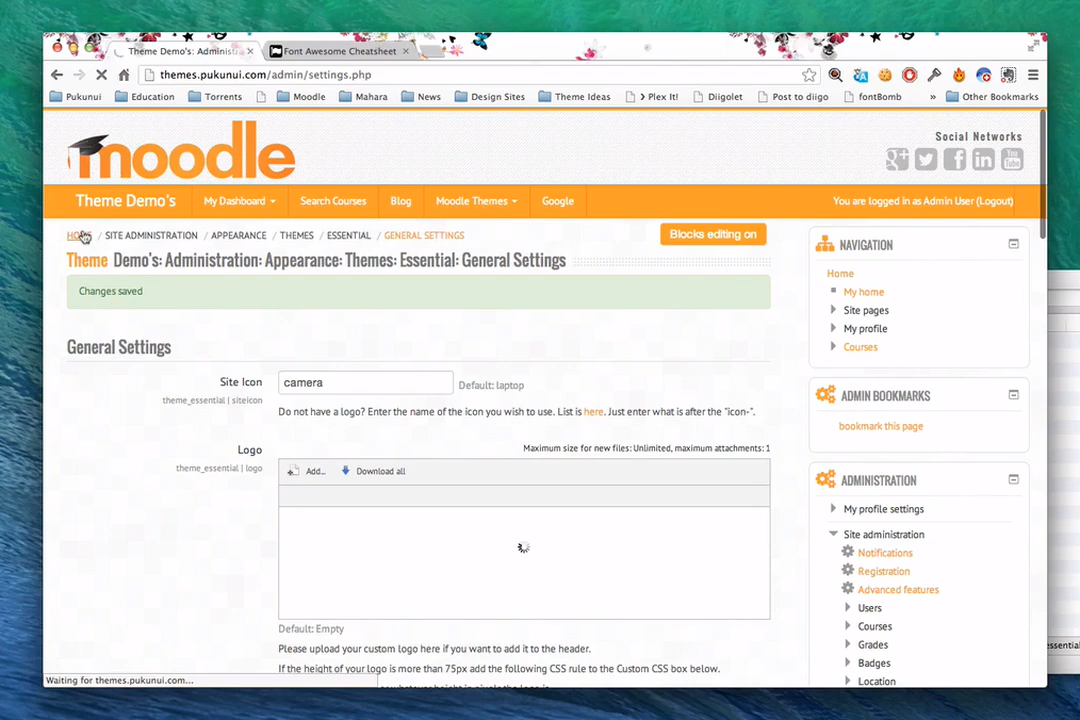 Theme Demo's: Administra
Font Awesome Cheatsheet
themes.pukunui.com/admin/settings.php
Pukunui Education Torrents Moodle Mahara News Design Sites Theme Ideas > Plex It! Diigolet Post to diigo fontBomb » Other Bookmarks
moodle
Social Networks
g+ in You Tube
Theme Demo's My Dashboard Search Courses Blog Moodle Themes Google You are logged in as Admin User (Logout)
HOME / SITE ADMINISTRATION / APPEARANCE / THEMES / ESSENTIAL / GENERAL SETTINGS
Blocks editing on
Theme Demo's: Administration: Appearance: Themes: Essential: General Settings
Changes saved
General Settings
Site Icon
theme_essential | siteicon
camera Default: laptop
Do not have a logo? Enter the name of the icon you wish to use. List is here. Just enter what is after the "icon-".
Logo
theme_essential | logo
Maximum size for new files: Unlimited, maximum attachments: 1
Add... Download all
Default: Empty
Please upload your custom logo here if you want to add it to the header.
If the height of your logo is more than 75px add the following CSS rule to the Custom CSS box below.
NAVIGATION
Home
My home
Site pages
My profile
Courses
ADMIN BOOKMARKS
bookmark this page
ADMINISTRATION
My profile settings
Site administration
Notifications
Registration
Advanced features
Users
Courses
Grades
Badges
Location
Waiting for themes.pukunui.com...
essential